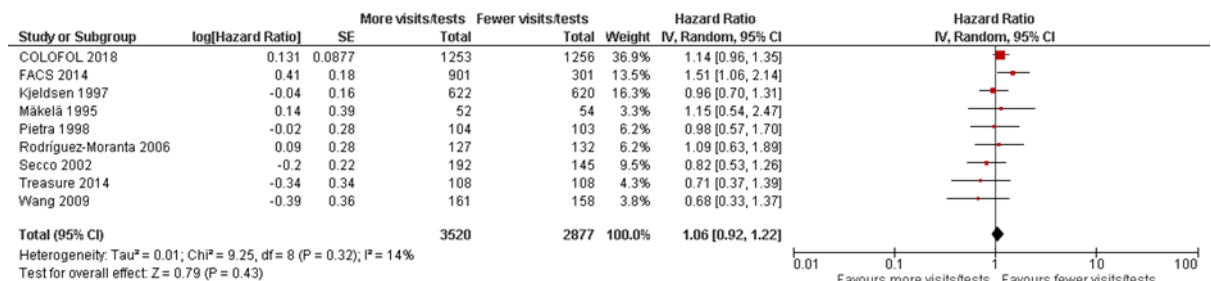 More visits/tests Fewer visits/tests Hazard Ratio Hazard Ratio
Study or Subgroup log[Hazard Ratio] SE Total Total Weight IV, Random, 95% CI IV, Random, 95% CI
COLOFOL 2018 0.131 0.0877 1253 1256 36.9% 1.14 [0.96, 1.35]
FACS 2014 0.41 0.18 901 301 13.5% 1.51 [1.06, 2.14]
Kjeldsen 1997 -0.04 0.16 622 620 16.3% 0.96 [0.70, 1.31]
Mäkelä 1995 0.14 0.39 52 54 3.3% 1.15 [0.54, 2.47]
Pietra 1998 -0.02 0.28 104 103 6.2% 0.98 [0.57, 1.70]
Rodríguez-Moranta 2006 0.09 0.28 127 132 6.2% 1.09 [0.63, 1.89]
Secco 2002 -0.2 0.22 192 145 9.5% 0.82 [0.53, 1.26]
Treasure 2014 -0.34 0.34 108 108 4.3% 0.71 [0.37, 1.39]
Wang 2009 -0.39 0.36 161 158 3.8% 0.68 [0.33, 1.37]
Total (95% CI) 3520 2877 100.0% 1.06 [0.92, 1.22]
Heterogeneity: Tau² = 0.01; Chi² = 9.25, df = 8 (P = 0.32); I² = 14%
Test for overall effect: Z = 0.79 (P = 0.43)
0.01 0.1 1 10 100
Favours more visits/tests Favours fewer visits/tests